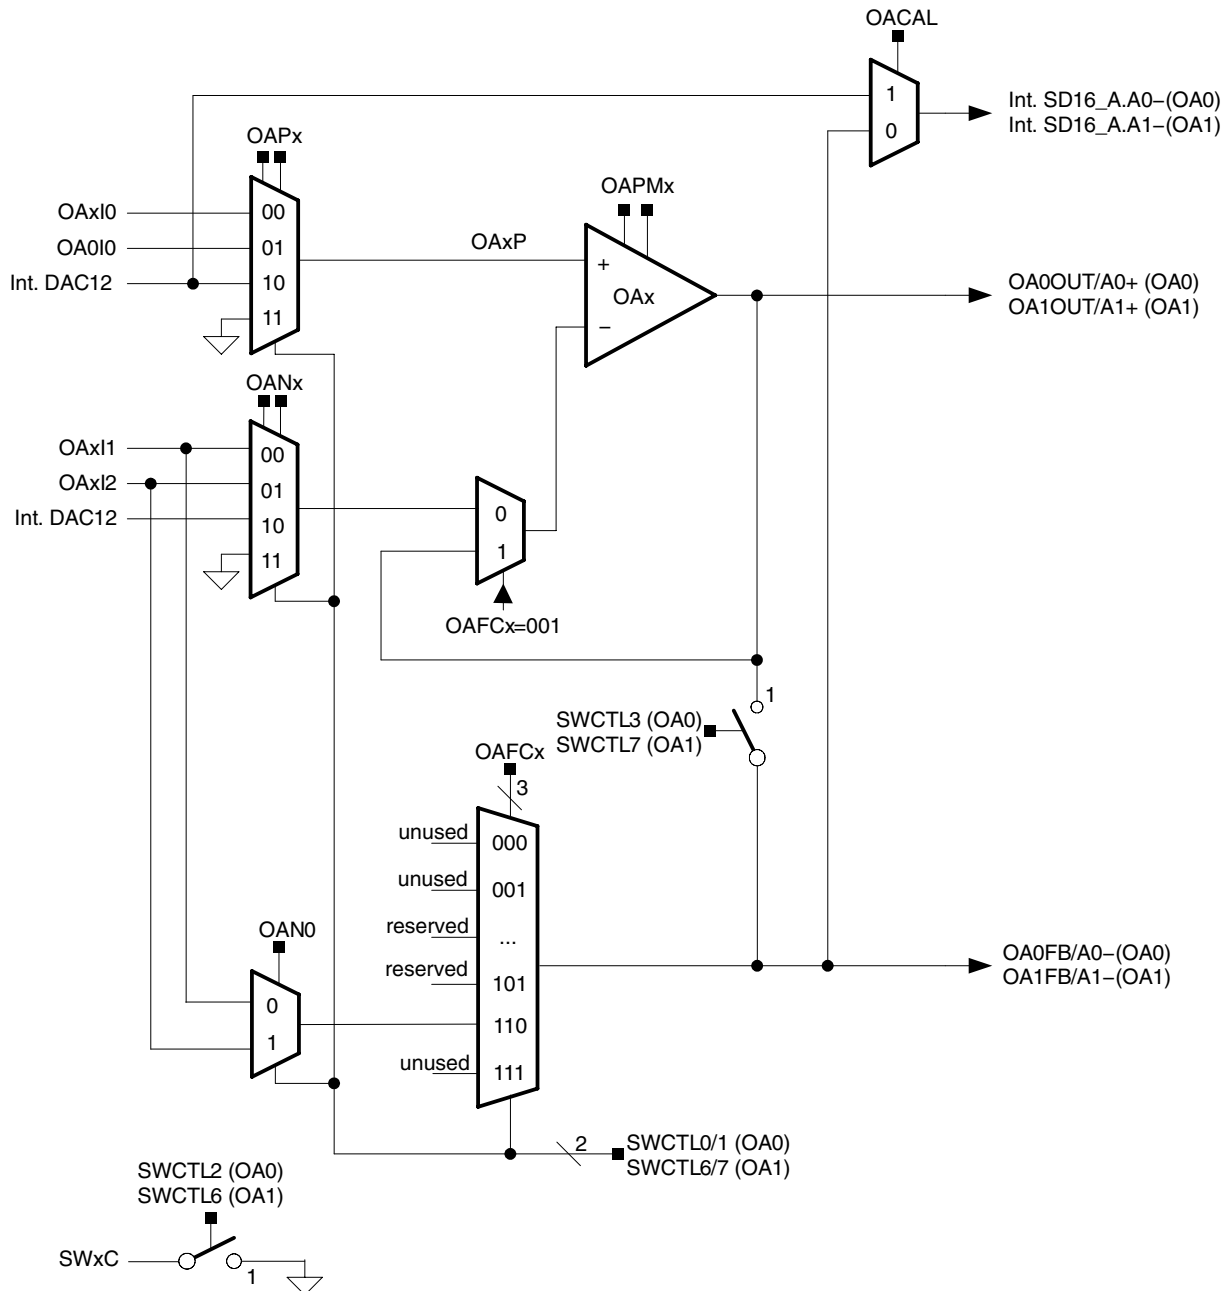 OACAL
1
0
Int. SD16_A.A0−(OA0)
Int. SD16_A.A1−(OA1)
OAPx
OAxI0
OA0I0
Int. DAC12
00
01
10
11
OAxP
OAPMx
+
OAx
−
OA0OUT/A0+ (OA0)
OA1OUT/A1+ (OA1)
OANx
OAxI1
OAxI2
Int. DAC12
00
01
10
11
0
1
OAFCx=001
1
SWCTL3 (OA0)
SWCTL7 (OA1)
OAFCx
3
unused
000
unused
001
reserved
...
reserved
101
110
unused
111
OAN0
0
1
OA0FB/A0−(OA0)
OA1FB/A1−(OA1)
2
SWCTL0/1 (OA0)
SWCTL6/7 (OA1)
SWCTL2 (OA0)
SWCTL6 (OA1)
SWxC
1